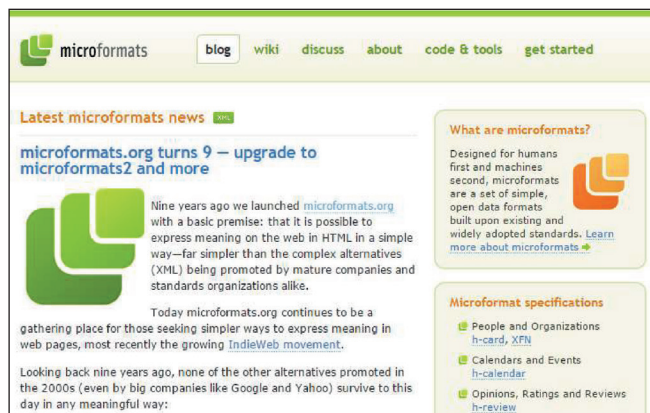 microformats
blog wiki discuss about code & tools get started
Latest microformats news XML
microformats.org turns 9 — upgrade to
microformats2 and more
Nine years ago we launched microformats.org
with a basic premise: that it is possible to
express meaning on the web in HTML in a simple
way—far simpler than the complex alternatives
(XML) being promoted by mature companies and
standards organizations alike.
Today microformats.org continues to be a
gathering place for those seeking simpler ways to express meaning in
web pages, most recently the growing IndieWeb movement.
Looking back nine years ago, none of the other alternatives promoted in
the 2000s (even by big companies like Google and Yahoo) survive to this
day in any meaningful way:
What are microformats?
Designed for humans
first and machines
second, microformats
are a set of simple,
open data formats
built upon existing and
widely adopted standards. Learn
more about microformats
Microformat specifications
People and Organizations
h-card, XFN
Calendars and Events
h-calendar
Opinions, Ratings and Reviews
h-review